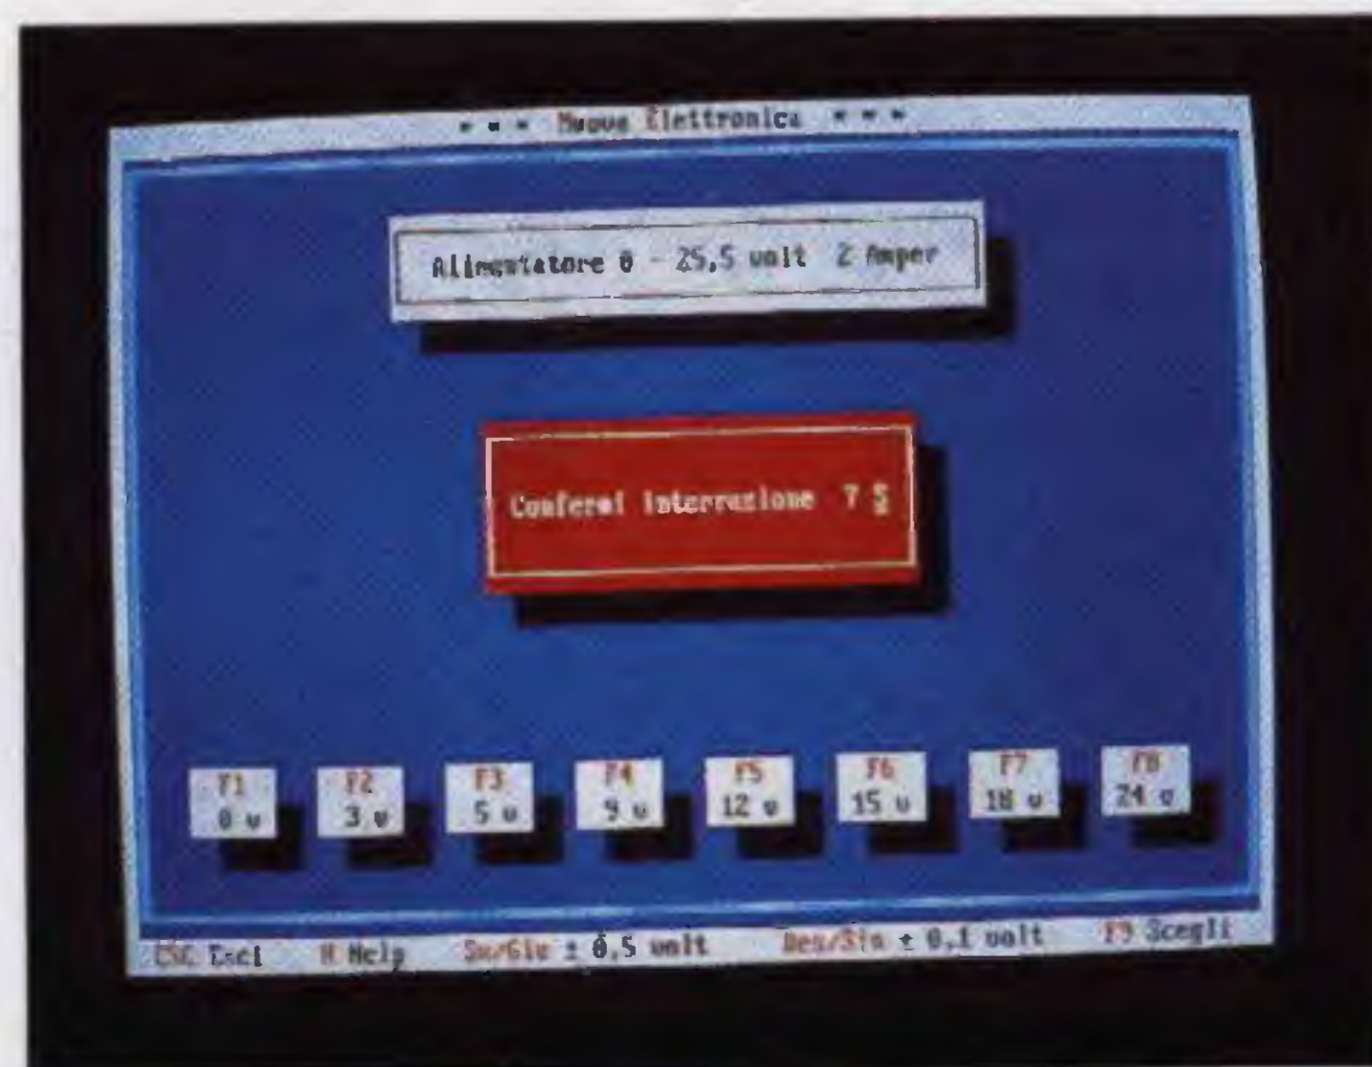 * * * Nuova Elettronica * * *
Alimentatore 0 - 25,5 volt 2 Amper
Confermi interruzione ? S
F1 F2 F3 F4 F5 F6 F7 F8
0 v 3 v 5 v 9 v 12 v 15 v 18 v 24 v
ESC Esci H Help Su/Giu ± 0,5 volt Des/Sin ± 0,1 volt F9 Scegli